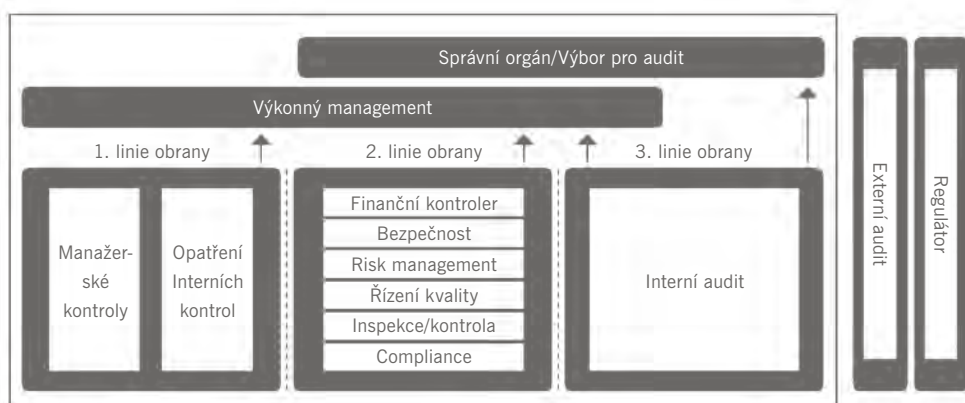 Správní orgán/Výbor pro audit
Výkonný management
1. linie obrany
2. linie obrany
3. linie obrany
Manažer-
ské
kontroly
Opatření
Interních
kontrol
Finanční kontroler
Bezpečnost
Risk management
Řízení kvality
Inspekce/kontrola
Compliance
Interní audit
Externí audit
Regulátor